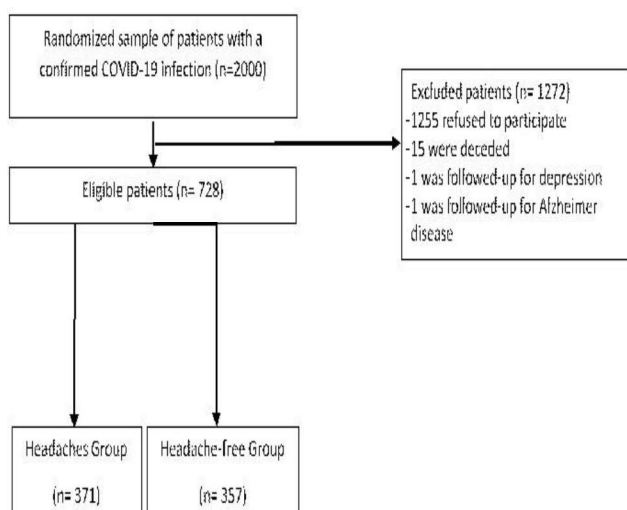 Randomized sample of patients with a
confirmed COVID-19 infection (n=2000)
Excluded patients (n= 1272)
-1255 refused to participate
-15 were deceded
-1 was followed-up for depression
-1 was followed-up for Alzheimer
disease
Eligible patients (n= 728)
Headaches Group
(n= 371)
Headache-free Group
(n= 357)